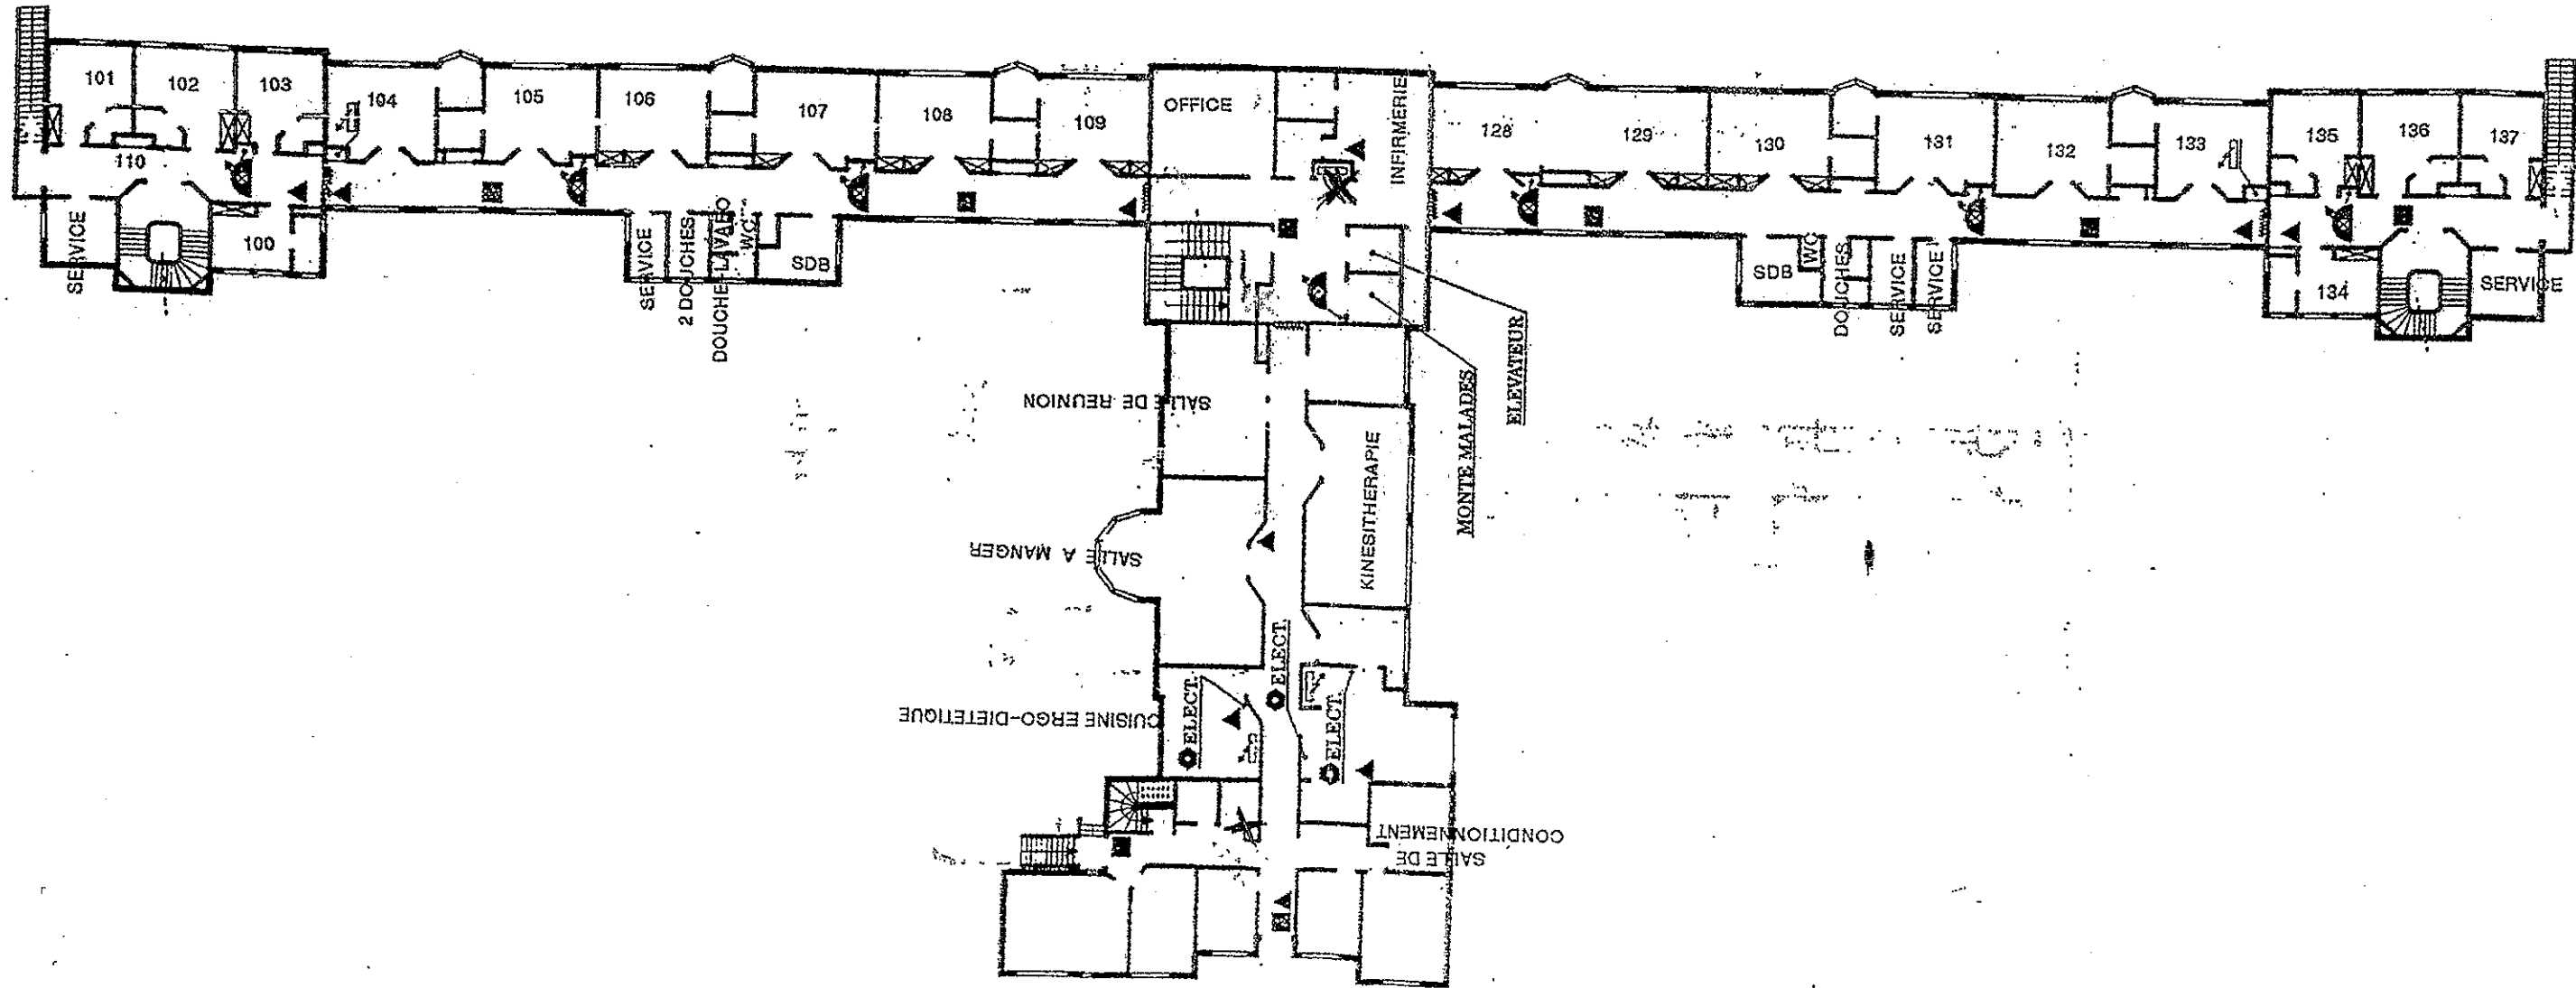 101
102
103
104
105
106
107
108
109
OFFICE
INFIRMERIE
128
129
130
131
132
133
135
136
137
110
100
SERVICE
SERVICE
2 DOUCHES
DOUCHE-LAVABO
WC
SDB
SDB
WC
DOUCHES
SERVICE
SERVICE
134
SERVICE
ELEVATEUR
MONTE MALADES
SALLE DE REUNION
KINESITHERAPIE
SALLE A MANGER
ELECT.
ELECT.
ELECT.
CUISINE ERGO-DIETETIQUE
SALLE DE
CONDITIONNEMENT